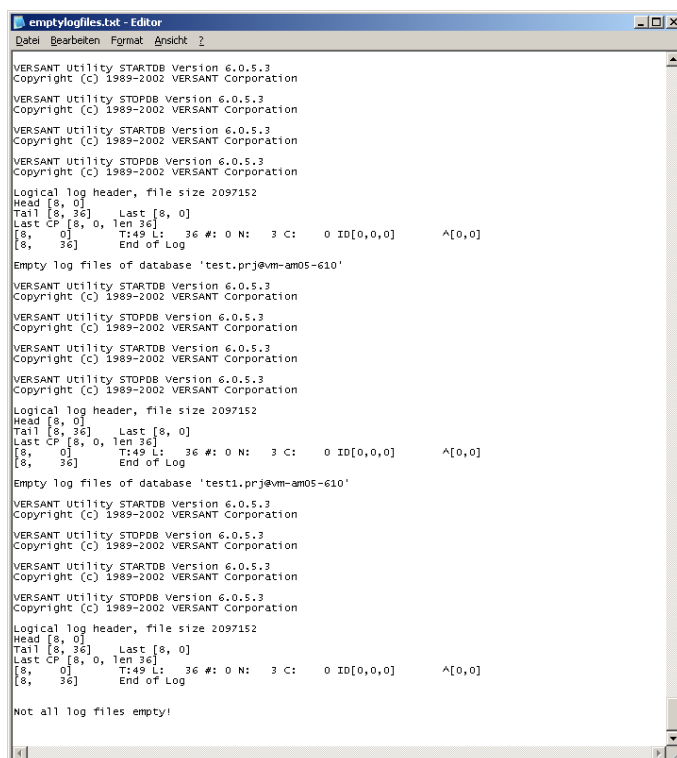 emptylogfiles.txt - Editor
Datei Bearbeiten Format Ansicht ?
VERSANT Utility STARTDB Version 6.0.5.3
Copyright (c) 1989-2002 VERSANT Corporation
VERSANT Utility STOPDB Version 6.0.5.3
Copyright (c) 1989-2002 VERSANT Corporation
VERSANT Utility STARTDB Version 6.0.5.3
Copyright (c) 1989-2002 VERSANT Corporation
VERSANT Utility STOPDB Version 6.0.5.3
Copyright (c) 1989-2002 VERSANT Corporation
Logical log header, file size 2097152
Head [8, 0]
Tail [8, 36] Last [8, 0]
Last CP [8, 0, len 36]
[8, 0] T:49 L: 36 #: 0 N: 3 C: 0 ID[0,0,0] ^[0,0]
[8, 36] End of Log
Empty log files of database 'test.prj@vm-am05-610'
VERSANT Utility STARTDB Version 6.0.5.3
Copyright (c) 1989-2002 VERSANT Corporation
VERSANT Utility STOPDB Version 6.0.5.3
Copyright (c) 1989-2002 VERSANT Corporation
VERSANT Utility STARTDB Version 6.0.5.3
Copyright (c) 1989-2002 VERSANT Corporation
VERSANT Utility STOPDB Version 6.0.5.3
Copyright (c) 1989-2002 VERSANT Corporation
Logical log header, file size 2097152
Head [8, 0]
Tail [8, 36] Last [8, 0]
Last CP [8, 0, len 36]
[8, 0] T:49 L: 36 #: 0 N: 3 C: 0 ID[0,0,0] ^[0,0]
[8, 36] End of Log
Empty log files of database 'test1.prj@vm-am05-610'
VERSANT Utility STARTDB Version 6.0.5.3
Copyright (c) 1989-2002 VERSANT Corporation
VERSANT Utility STOPDB Version 6.0.5.3
Copyright (c) 1989-2002 VERSANT Corporation
VERSANT Utility STARTDB Version 6.0.5.3
Copyright (c) 1989-2002 VERSANT Corporation
VERSANT Utility STOPDB Version 6.0.5.3
Copyright (c) 1989-2002 VERSANT Corporation
Logical log header, file size 2097152
Head [8, 0]
Tail [8, 36] Last [8, 0]
Last CP [8, 0, len 36]
[8, 0] T:49 L: 36 #: 0 N: 3 C: 0 ID[0,0,0] ^[0,0]
[8, 36] End of Log
Not all log files empty!